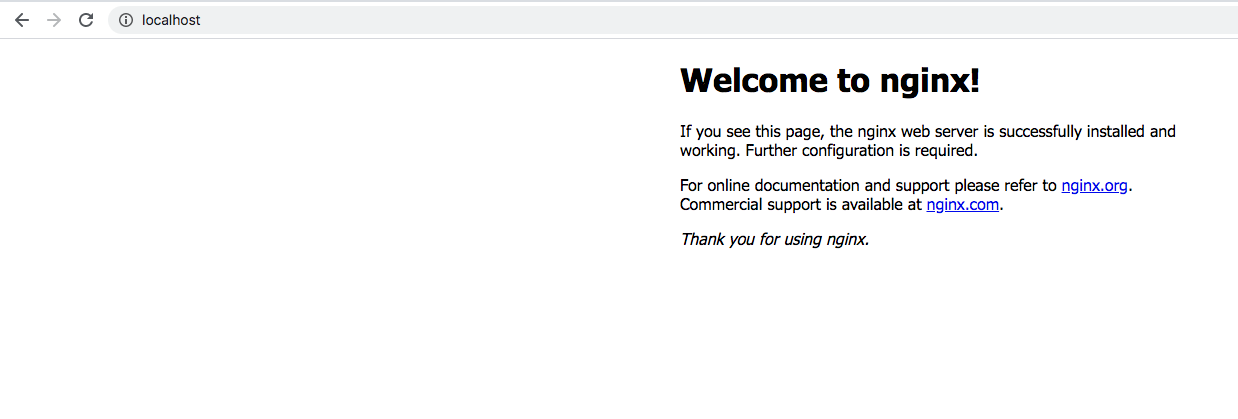 localhost
Welcome to nginx!
If you see this page, the nginx web server is successfully installed and
working. Further configuration is required.
For online documentation and support please refer to nginx.org.
Commercial support is available at nginx.com.
Thank you for using nginx.